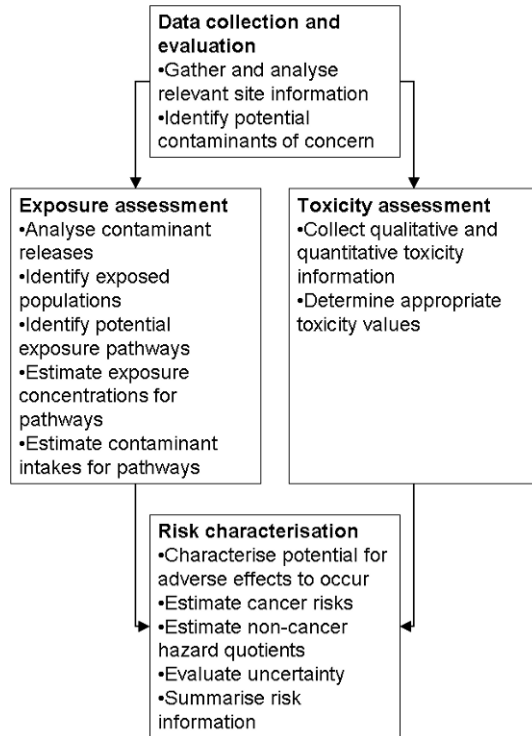 Data collection and
evaluation
•Gather and analyse
relevant site information
•Identify potential
contaminants of concern
Exposure assessment
•Analyse contaminant
releases
•Identify exposed
populations
•Identify potential
exposure pathways
•Estimate exposure
concentrations for
pathways
•Estimate contaminant
intakes for pathways
Toxicity assessment
•Collect qualitative and
quantitative toxicity
information
•Determine appropriate
toxicity values
Risk characterisation
•Characterise potential for
adverse effects to occur
•Estimate cancer risks
•Estimate non-cancer
hazard quotients
•Evaluate uncertainty
•Summarise risk
information